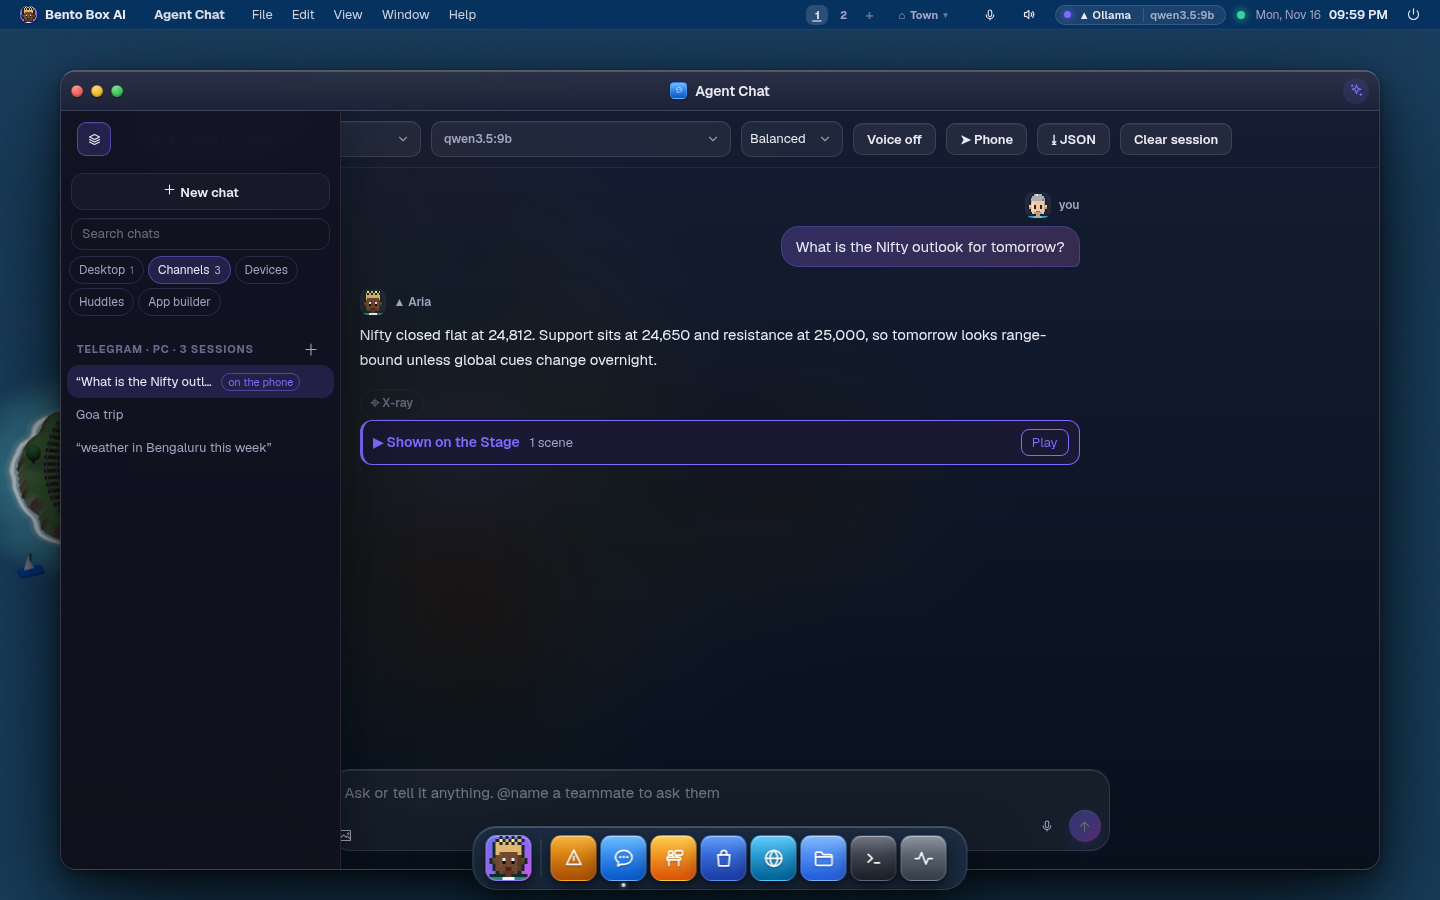 Bento Box AI Agent Chat File Edit View Window Help 1 2 + Town ▾ ▲ Ollama qwen3.5:9b Mon, Nov 16 09:59 PM
Agent Chat
qwen3.5:9b Balanced Voice off ➤ Phone ⤓ JSON Clear session
+ New chat
Search chats
Desktop 1 Channels 3 Devices
Huddles App builder
TELEGRAM · PC · 3 SESSIONS +
“What is the Nifty outl… on the phone
Goa trip
“weather in Bengaluru this week”
you
What is the Nifty outlook for tomorrow?
▲ Aria
Nifty closed flat at 24,812. Support sits at 24,650 and resistance at 25,000, so tomorrow looks range-
bound unless global cues change overnight.
⌖ X-ray
▶ Shown on the Stage 1 scene Play
Ask or tell it anything. @name a teammate to ask them